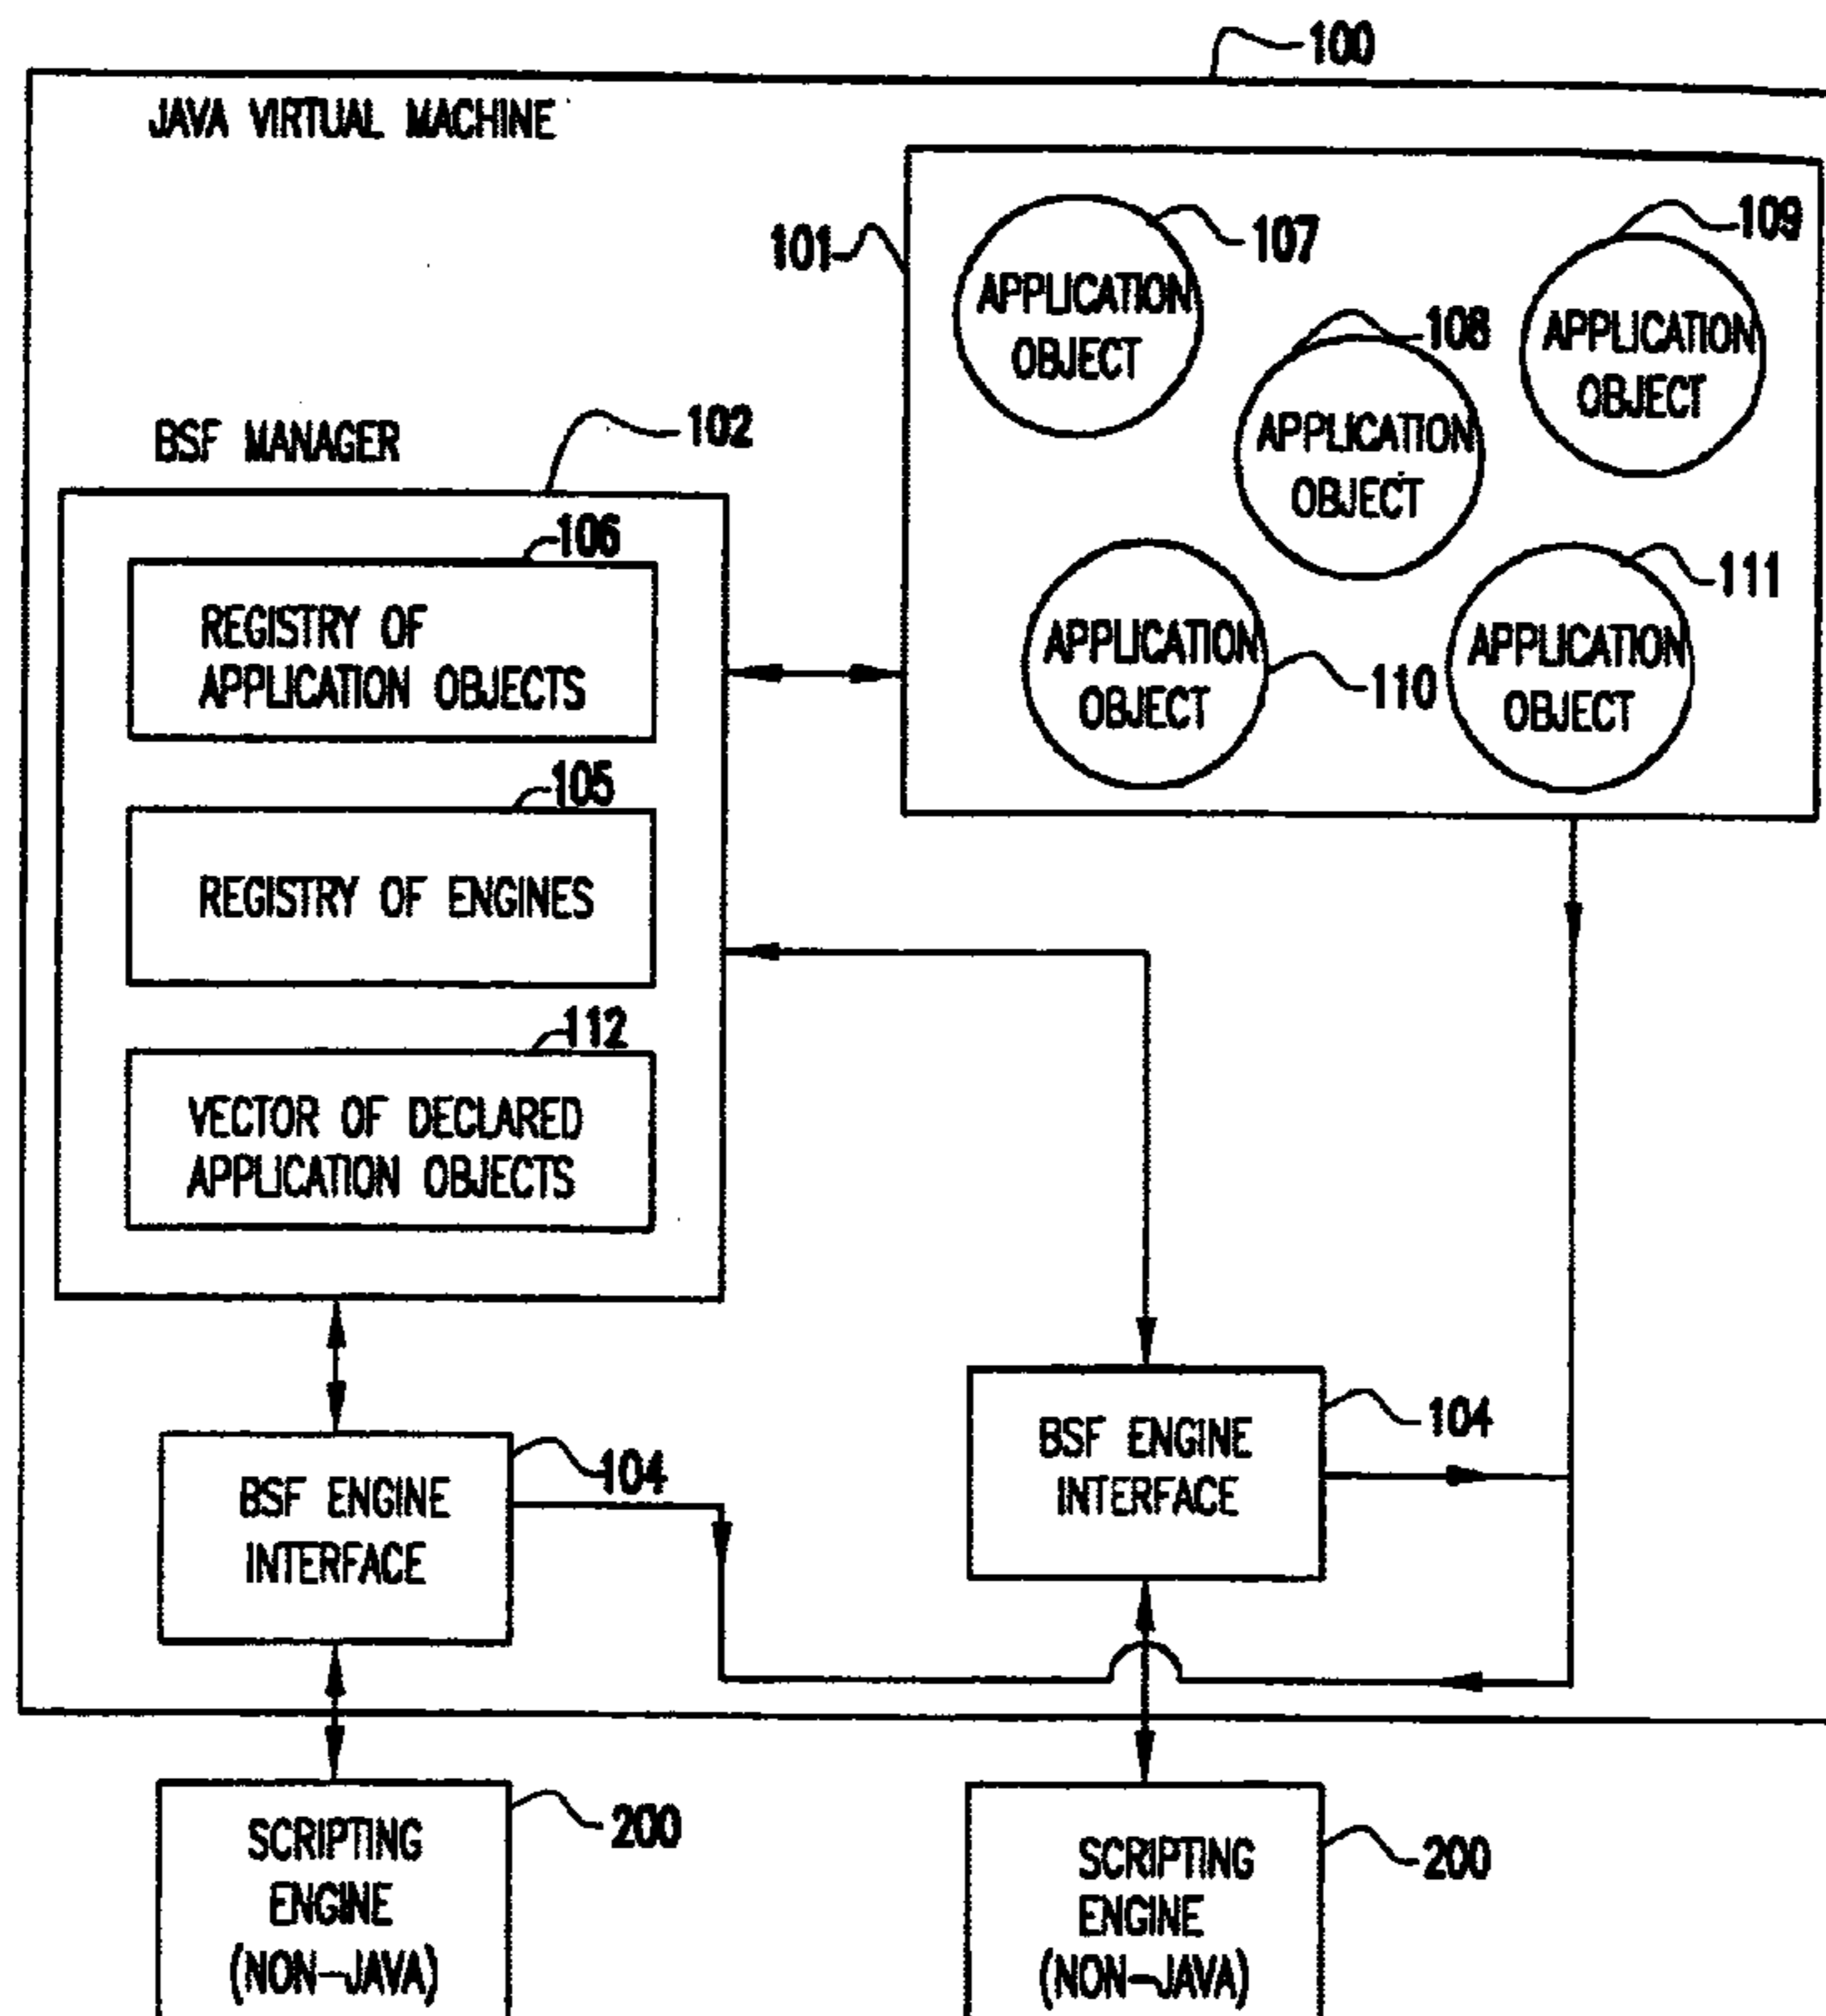 100
JAVA VIRTUAL MACHINE
101
107
APPLICATION
OBJECT
108
APPLICATION
OBJECT
109
APPLICATION
OBJECT
110
APPLICATION
OBJECT
111
APPLICATION
OBJECT
BSF MANAGER
102
106
REGISTRY OF
APPLICATION OBJECTS
105
REGISTRY OF ENGINES
112
VECTOR OF DECLARED
APPLICATION OBJECTS
104
BSF ENGINE
INTERFACE
104
BSF ENGINE
INTERFACE
200
SCRIPTING
ENGINE
(NON-JAVA)
200
SCRIPTING
ENGINE
(NON-JAVA)